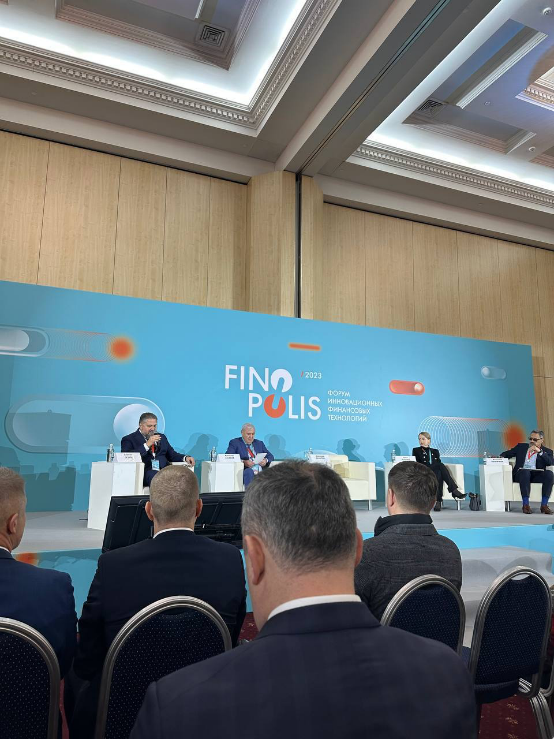 FINO
/2023
POLIS
ФОРУМ
ИННОВАЦИОННЫХ
ФИНАНСОВЫХ
ТЕХНОЛОГИЙ